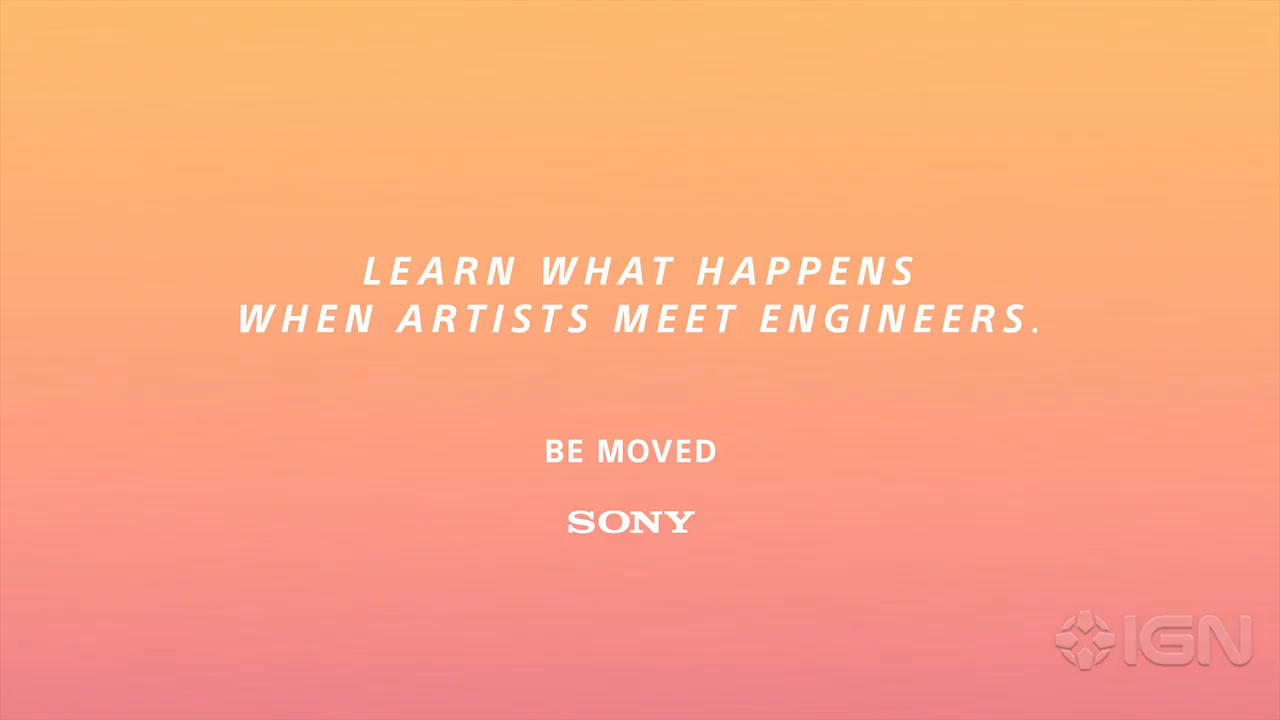 LEARN WHAT HAPPENS
WHEN ARTISTS MEET ENGINEERS.
BE MOVED
SONY
IGN